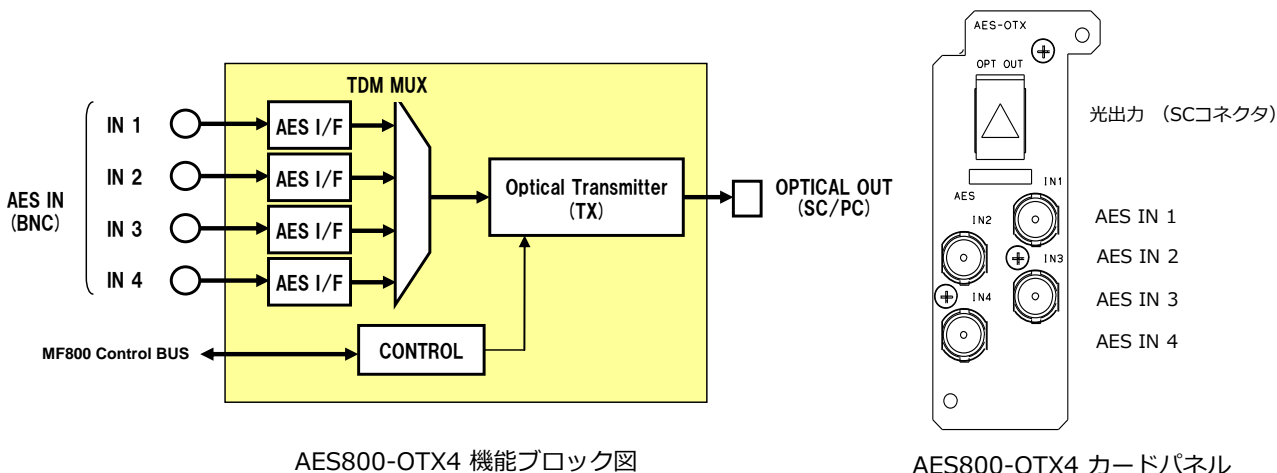 TDM MUX
AES IN
(BNC)
IN 1
IN 2
IN 3
IN 4
AES I/F
AES I/F
AES I/F
AES I/F
Optical Transmitter
(TX)
OPTICAL OUT
(SC/PC)
MF800 Control BUS
CONTROL
AES800-OTX4 機能ブロック図
AES-OTX
OPT OUT
光出力 （SCコネクタ）
AES
IN1
IN2
IN3
IN4
AES IN 1
AES IN 2
AES IN 3
AES IN 4
AES800-OTX4 カードパネル